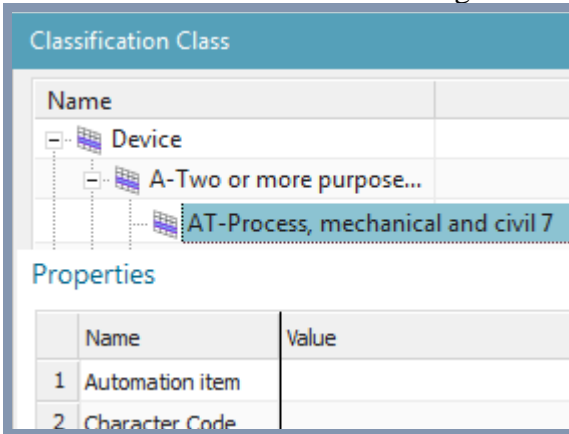 Classification Class
Name
Device
A-Two or more purpose...
AT-Process, mechanical and civil 7
Properties
Name Value
1 Automation item
2 Character Code